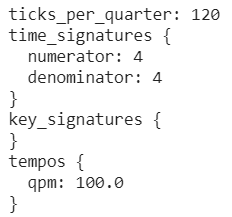 ticks_per_quarter: 120
time_signatures {
  numerator: 4
  denominator: 4
}
key_signatures {
}
tempos {
  qpm: 100.0
}